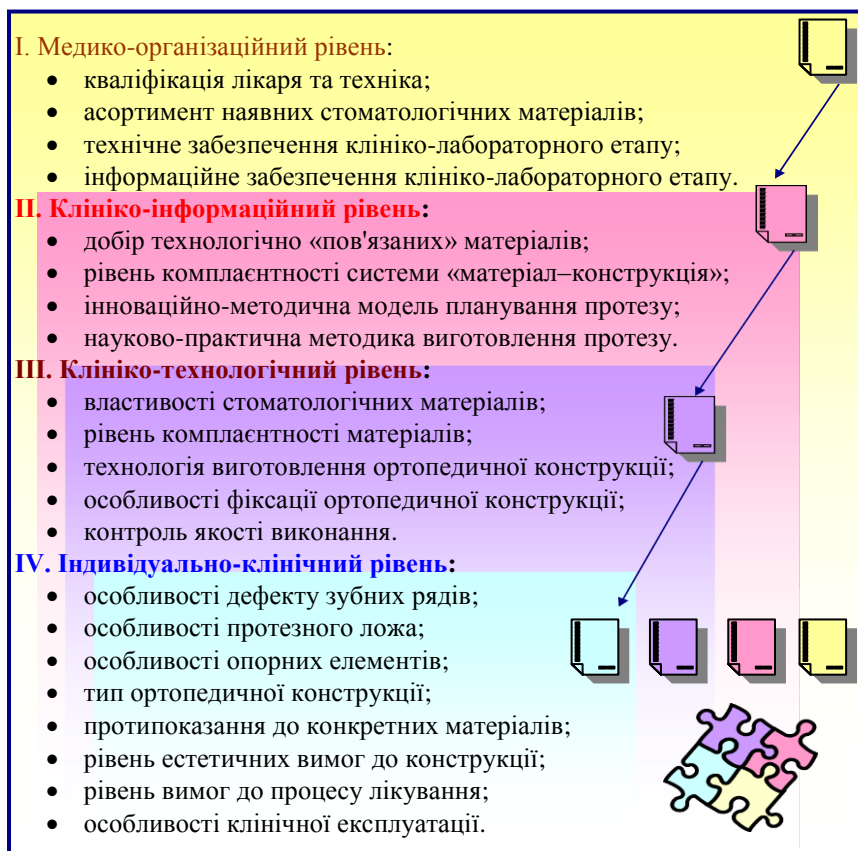 І. Медико-організаційний рівень:
• кваліфікація лікаря та техніка;
• асортимент наявних стоматологічних матеріалів;
• технічне забезпечення клініко-лабораторного етапу;
• інформаційне забезпечення клініко-лабораторного етапу.
ІІ. Клініко-інформаційний рівень:
• добір технологічно «пов'язаних» матеріалів;
• рівень комплаєнтності системи «матеріал–конструкція»;
• інноваційно-методична модель планування протезу;
• науково-практична методика виготовлення протезу.
ІІІ. Клініко-технологічний рівень:
• властивості стоматологічних матеріалів;
• рівень комплаєнтності матеріалів;
• технологія виготовлення ортопедичної конструкції;
• особливості фіксації ортопедичної конструкції;
• контроль якості виконання.
IV. Індивідуально-клінічний рівень:
• особливості дефекту зубних рядів;
• особливості протезного ложа;
• особливості опорних елементів;
• тип ортопедичної конструкції;
• протипоказання до конкретних матеріалів;
• рівень естетичних вимог до конструкції;
• рівень вимог до процесу лікування;
• особливості клінічної експлуатації.